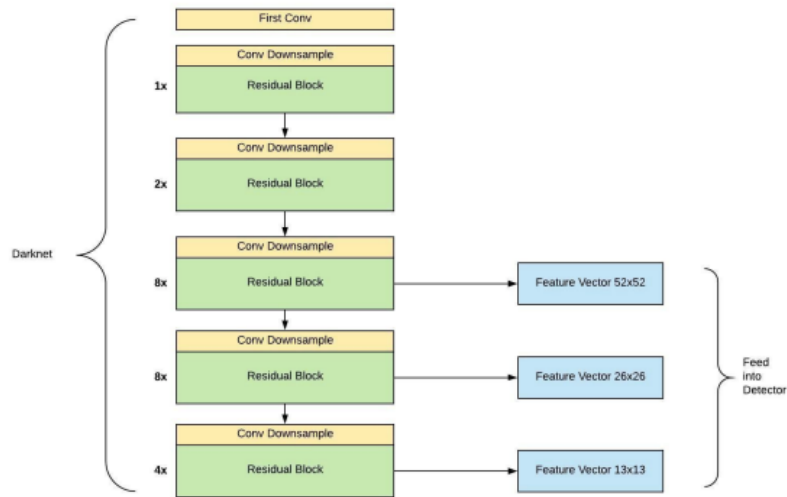 First Conv
Conv Downsample
1x
Residual Block
Conv Downsample
2x
Residual Block
Darknet
Conv Downsample
8x
Residual Block
Feature Vector 52x52
Conv Downsample
8x
Residual Block
Feature Vector 26x26
Feed
into
Detector
Conv Downsample
4x
Residual Block
Feature Vector 13x13